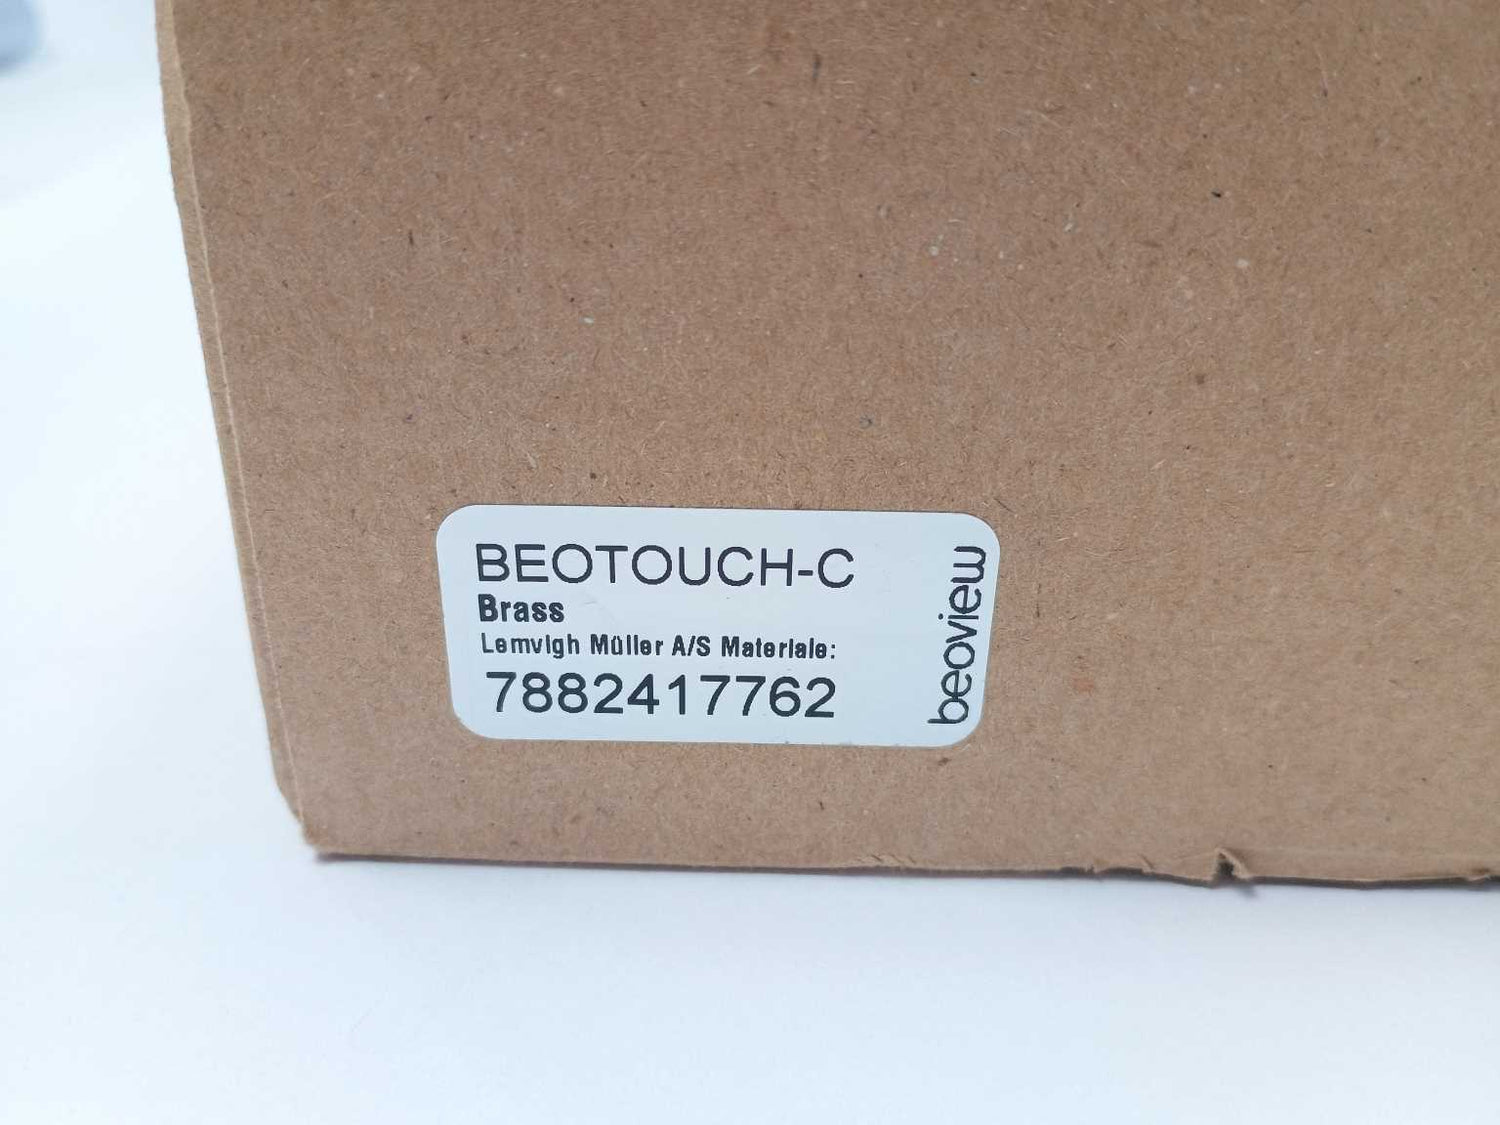 BEOTOUCH-C
Brass
Lemvigh Müller A/S Materiale:
7882417762
beoview